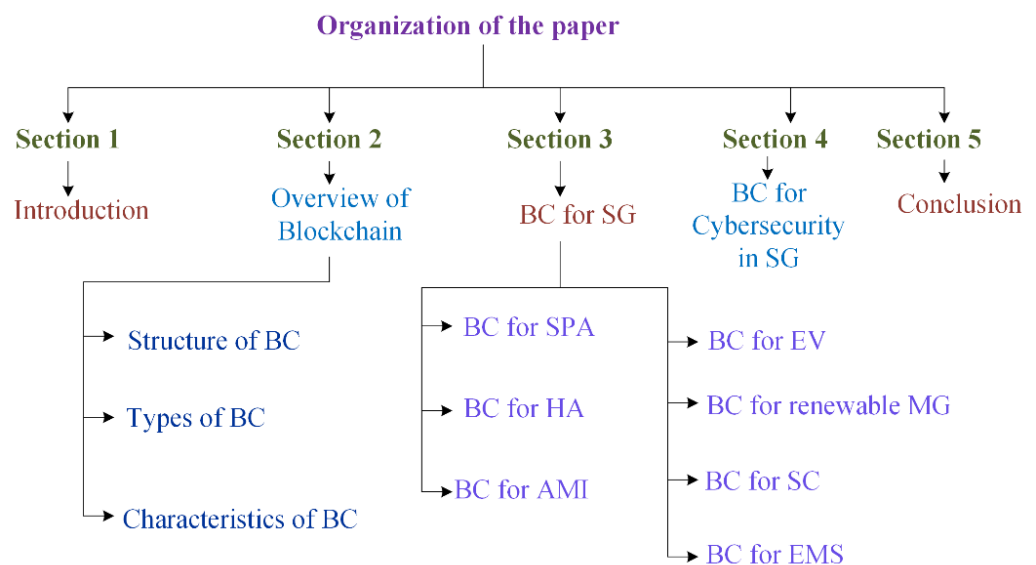 Organization of the paper
Section 1
Section 2
Section 3
Section 4
Section 5
Introduction
Overview of
Blockchain
BC for SG
BC for
Cybersecurity
in SG
Conclusion
Structure of BC
Types of BC
Characteristics of BC
BC for SPA
BC for HA
BC for AMI
BC for EV
BC for renewable MG
BC for SC
BC for EMS